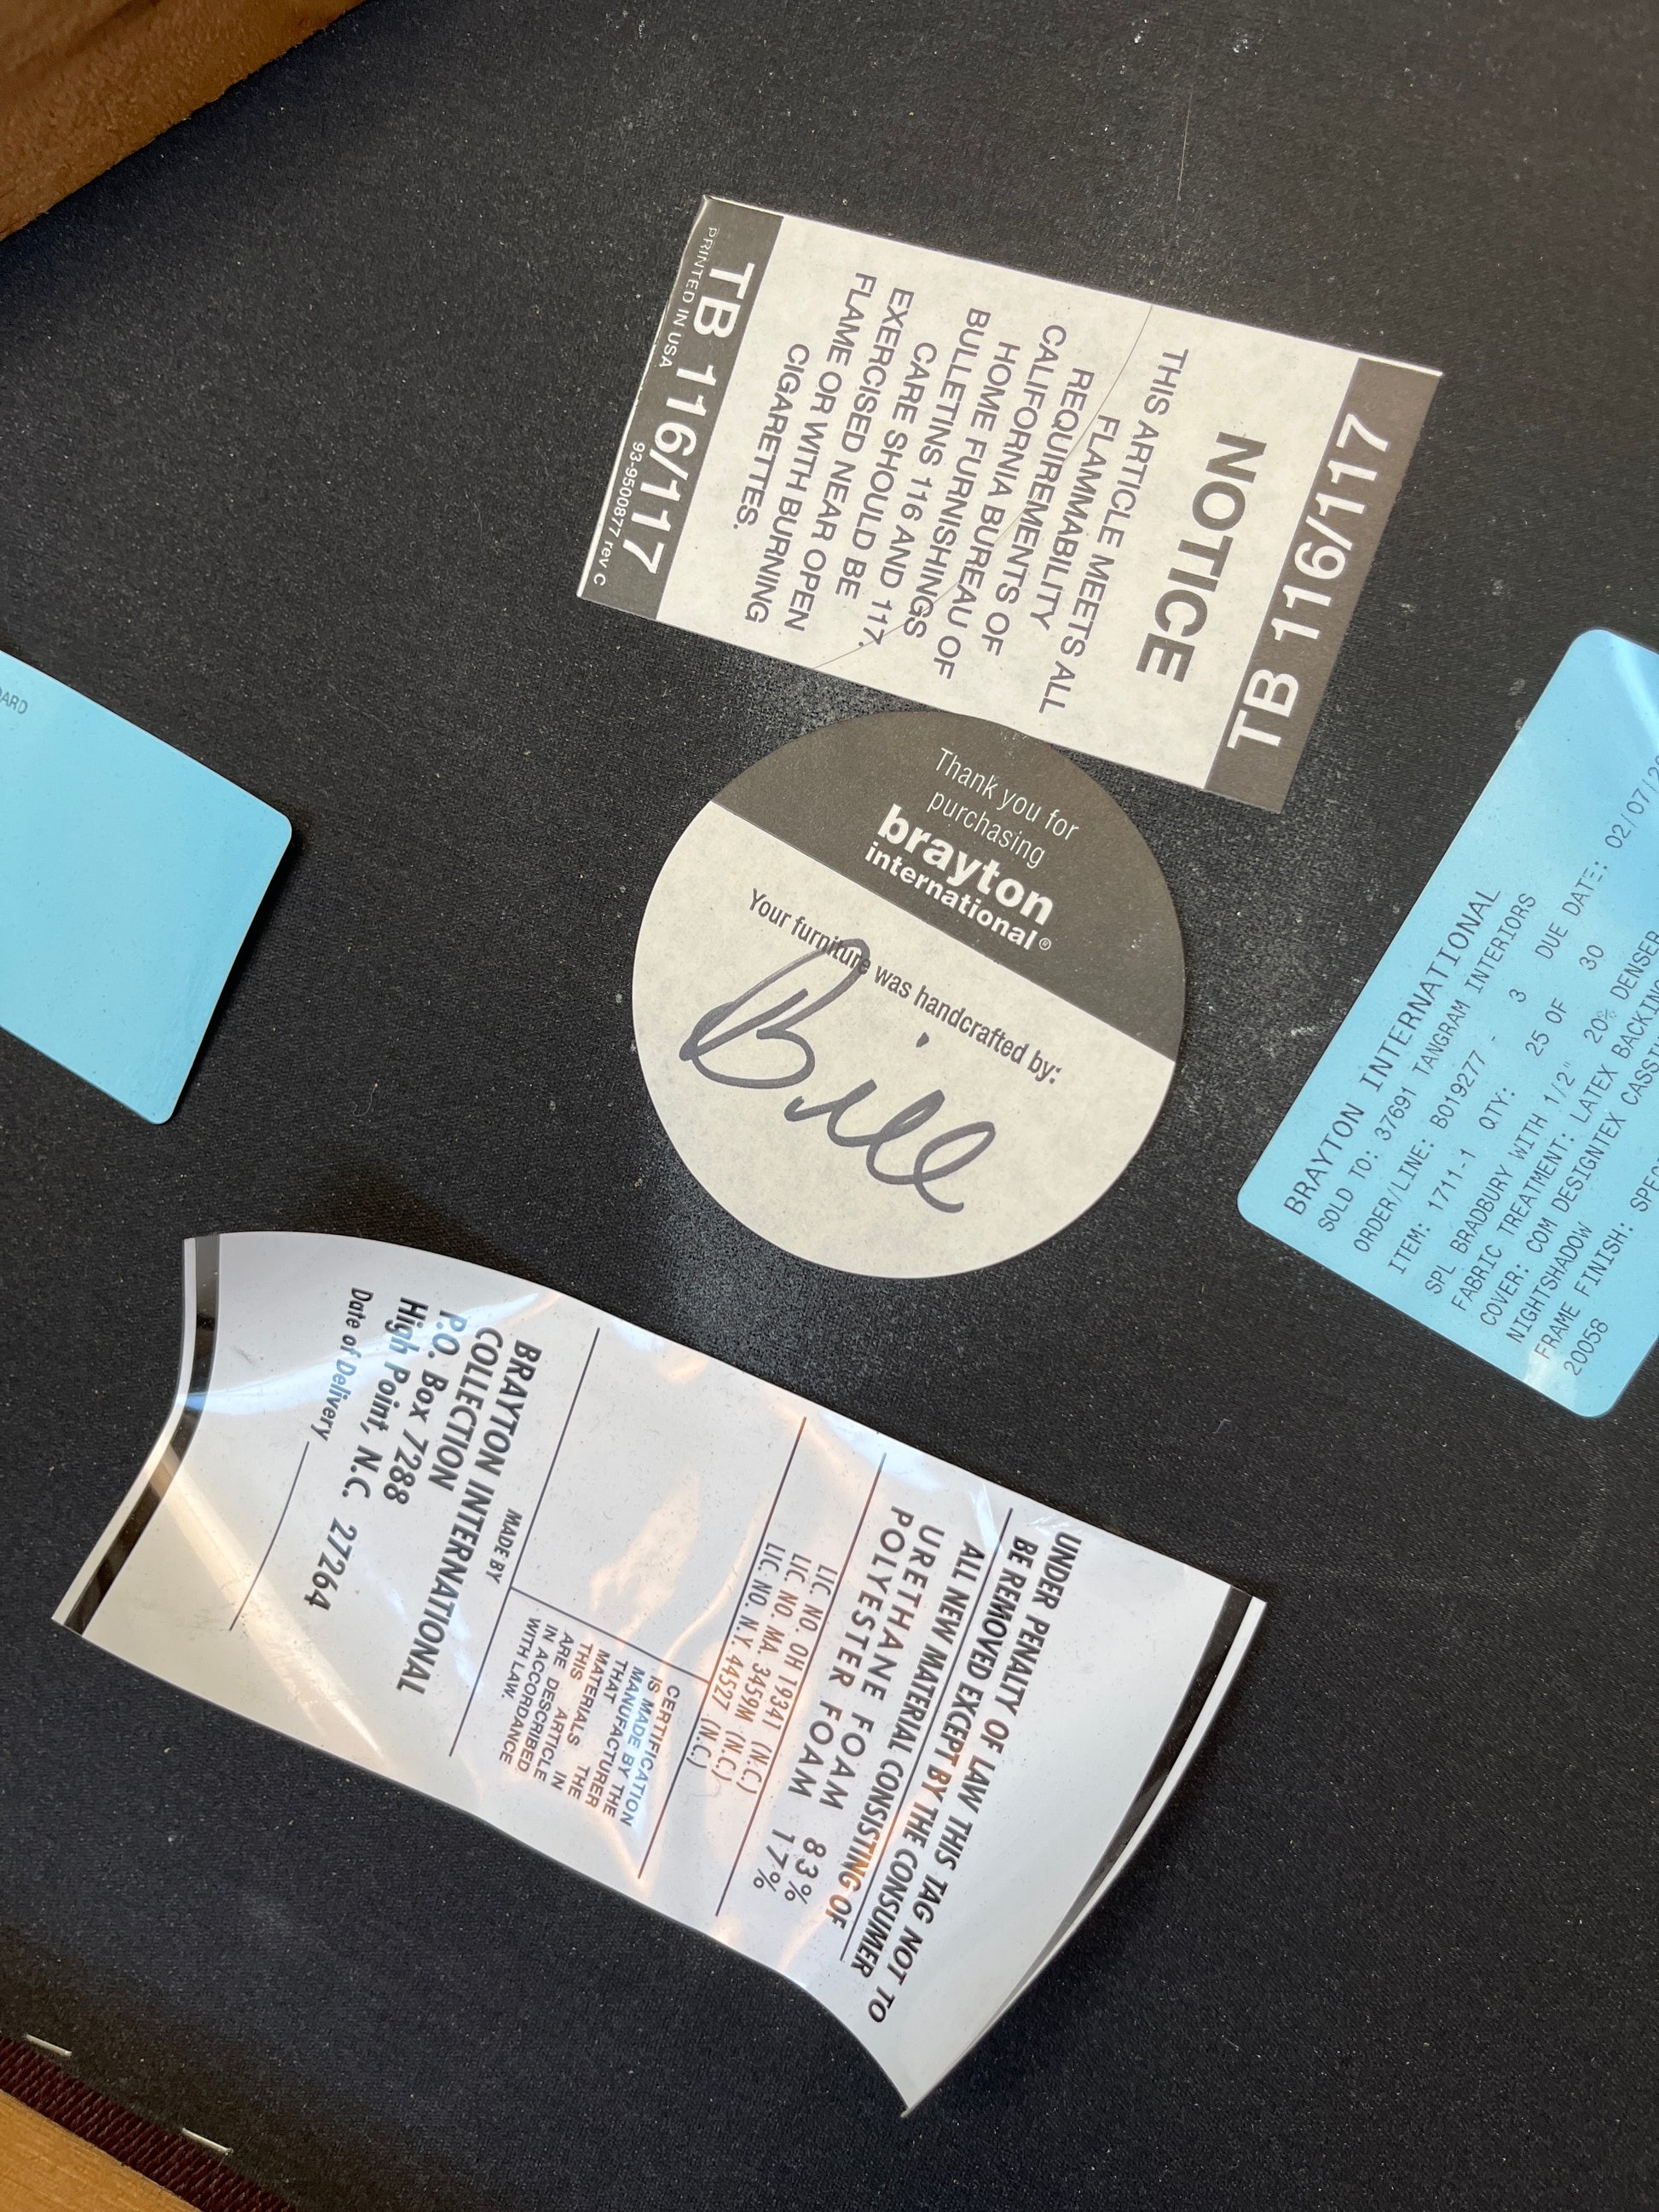 TB 116/117
NOTICE
THIS ARTICLE MEETS ALL
FLAMMABILITY
REQUIREMENTS OF
CALIFORNIA BUREAU OF
HOME FURNISHINGS
BULLETINS 116 AND 117.
CARE SHOULD BE
EXERCISED NEAR OPEN
FLAME OR WITH BURNING
CIGARETTES.
TB 116/117
PRINTED IN USA 93-9500877 rev C
Thank you for
purchasing
brayton
international®
Your furniture was handcrafted by:
Bill
BRAYTON INTERNATIONAL
SOLD TO: 37691 TANGRAM INTERIORS
ORDER/LINE: B019277 - 3 DUE DATE: 02/07/
ITEM: 1711-1 QTY: 25 OF 30
SPL BRADBURY WITH 1/2" 20% DENSER
FABRIC TREATMENT: LATEX BACKING
COVER: COM DESIGNTEX
NIGHTSHADOW
FRAME FINISH:
20058
UNDER PENALTY OF LAW THIS TAG NOT TO
BE REMOVED EXCEPT BY THE CONSUMER
ALL NEW MATERIAL CONSISTING OF
URETHANE FOAM 83%
POLYESTER FOAM 17%
LIC. NO. OH 19341 (N.C.)
LIC. NO. MA. 3459M (N.C.)
LIC. NO. N.Y. 44527 (N.C.)
CERTIFICATION
IS MADE BY THE
MANUFACTURER
THAT THE
MATERIALS IN
THIS ARTICLE
ARE DESCRIBED
IN ACCORDANCE
WITH LAW.
MADE BY
BRAYTON INTERNATIONAL
COLLECTION
P.O. Box 7288
High Point, N.C. 27264
Date of Delivery